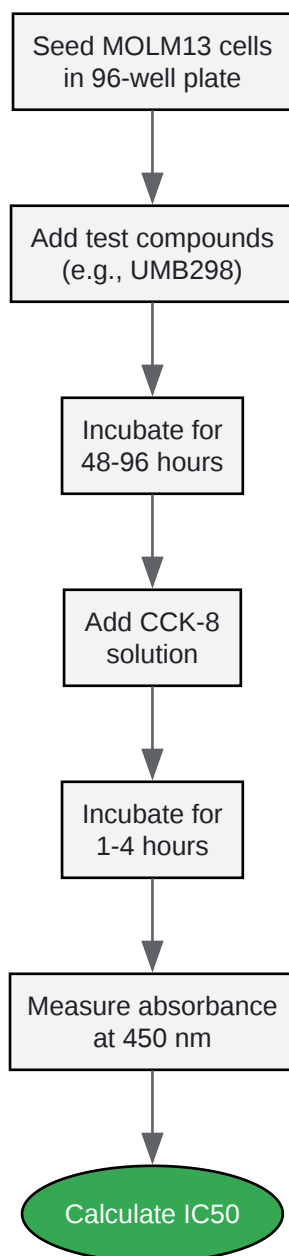 Seed MOLM13 cells
in 96-well plate
Add test compounds
(e.g., UMB298)
Incubate for
48-96 hours
Add CCK-8
solution
Incubate for
1-4 hours
Measure absorbance
at 450 nm
Calculate IC50